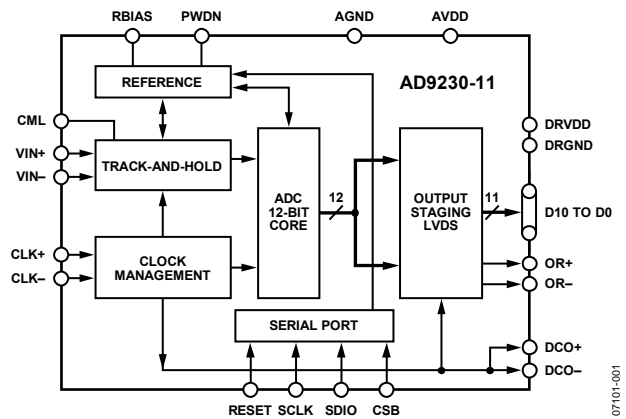 RBIAS PWDN AGND AVDD
REFERENCE
AD9230-11
CML
VIN+
VIN–
TRACK-AND-HOLD
ADC
12-BIT
CORE
12
OUTPUT
STAGING
LVDS
11
DRVDD
DRGND
D10 TO D0
CLK+
CLK–
CLOCK
MANAGEMENT
OR+
OR–
SERIAL PORT
DCO+
DCO–
RESET SCLK SDIO CSB
07101-001